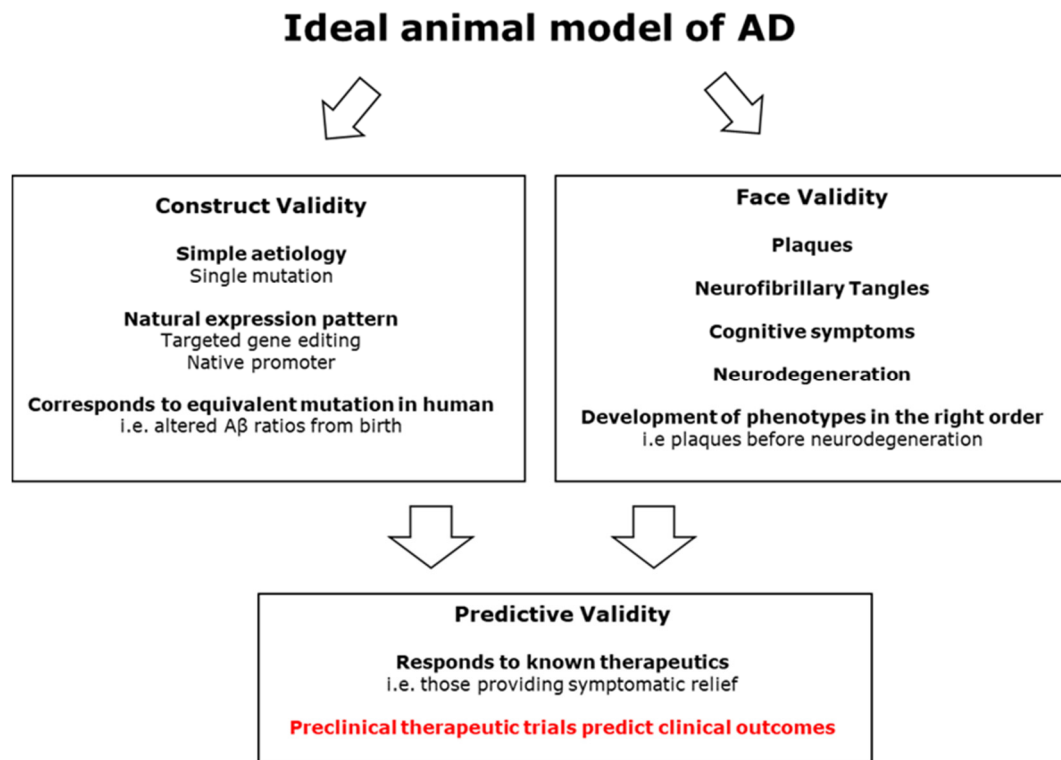 Ideal animal model of AD
Construct Validity
Simple aetiology
Single mutation
Natural expression pattern
Targeted gene editing
Native promoter
Corresponds to equivalent mutation in human
i.e. altered Aβ ratios from birth
Face Validity
Plaques
Neurofibrillary Tangles
Cognitive symptoms
Neurodegeneration
Development of phenotypes in the right order
i.e plaques before neurodegeneration
Predictive Validity
Responds to known therapeutics
i.e. those providing symptomatic relief
Preclinical therapeutic trials predict clinical outcomes